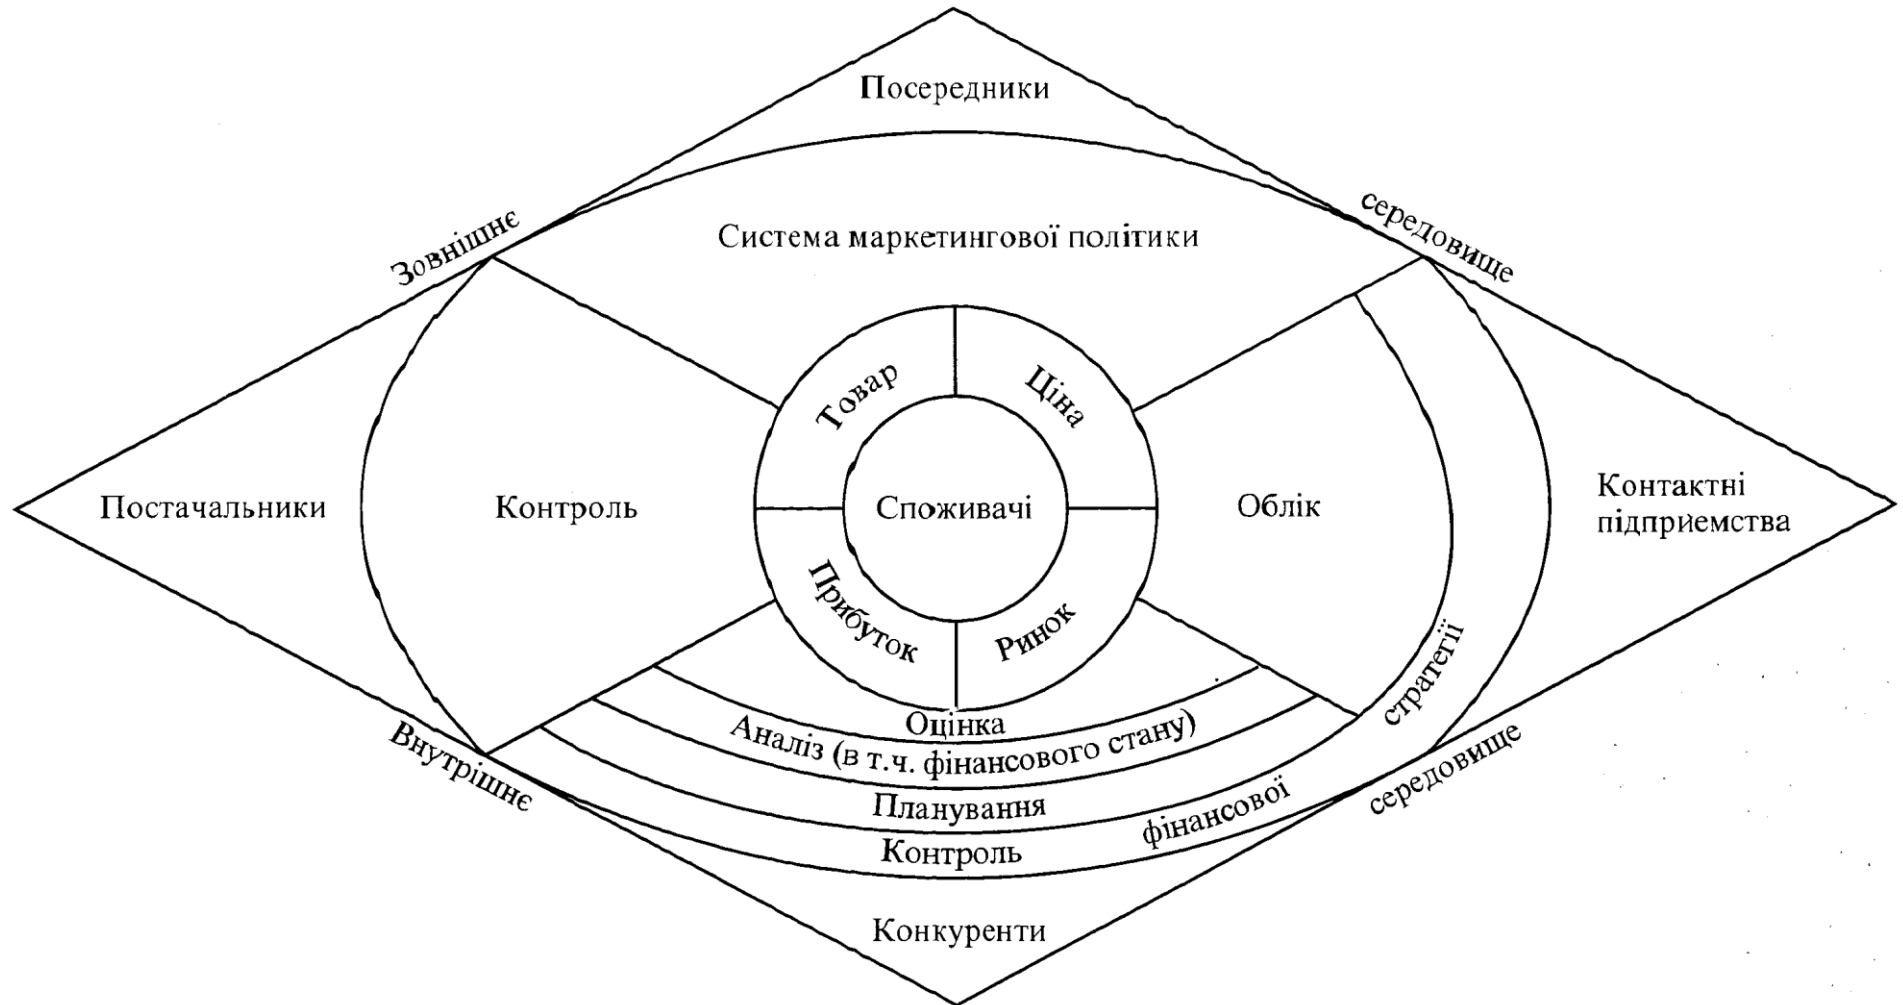 Посередники
Зовнішнє
середовище
Система маркетингової політики
Товар
Ціна
Постачальники
Контроль
Споживачі
Облік
Контактні
підприємства
Прибуток
Ринок
Оцінка
Аналіз (в т.ч. фінансового стану)
Планування
Контроль
фінансової
стратегії
Внутрішнє
середовище
Конкуренти